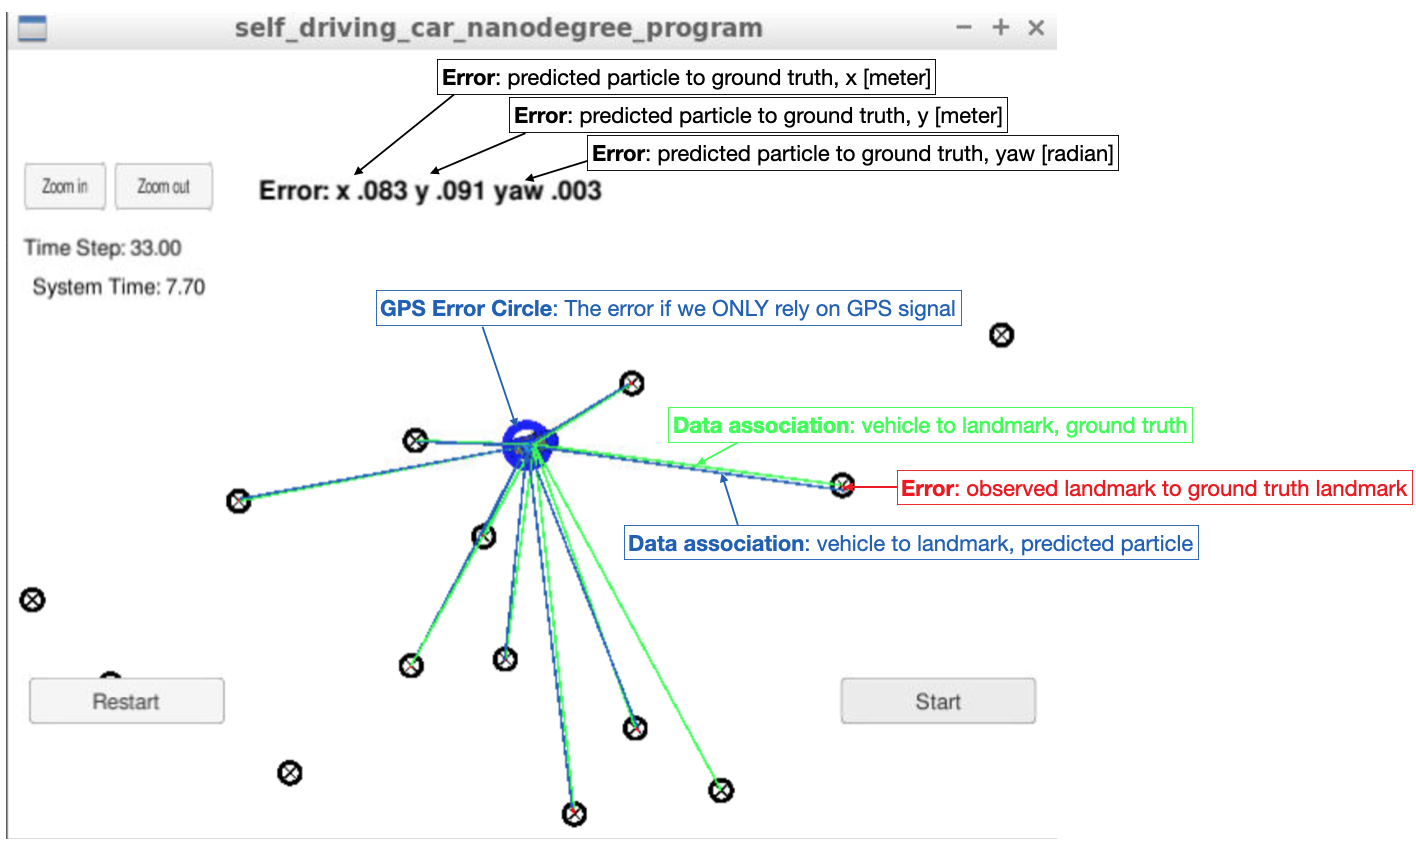 self_driving_car_nanodegree_program
Error: predicted particle to ground truth, x [meter]
Error: predicted particle to ground truth, y [meter]
Error: predicted particle to ground truth, yaw [radian]
Zoom in
Zoom out
Error: x .083 y .091 yaw .003
Time Step: 33.00
System Time: 7.70
GPS Error Circle: The error if we ONLY rely on GPS signal
Data association: vehicle to landmark, ground truth
Error: observed landmark to ground truth landmark
Data association: vehicle to landmark, predicted particle
Restart
Start